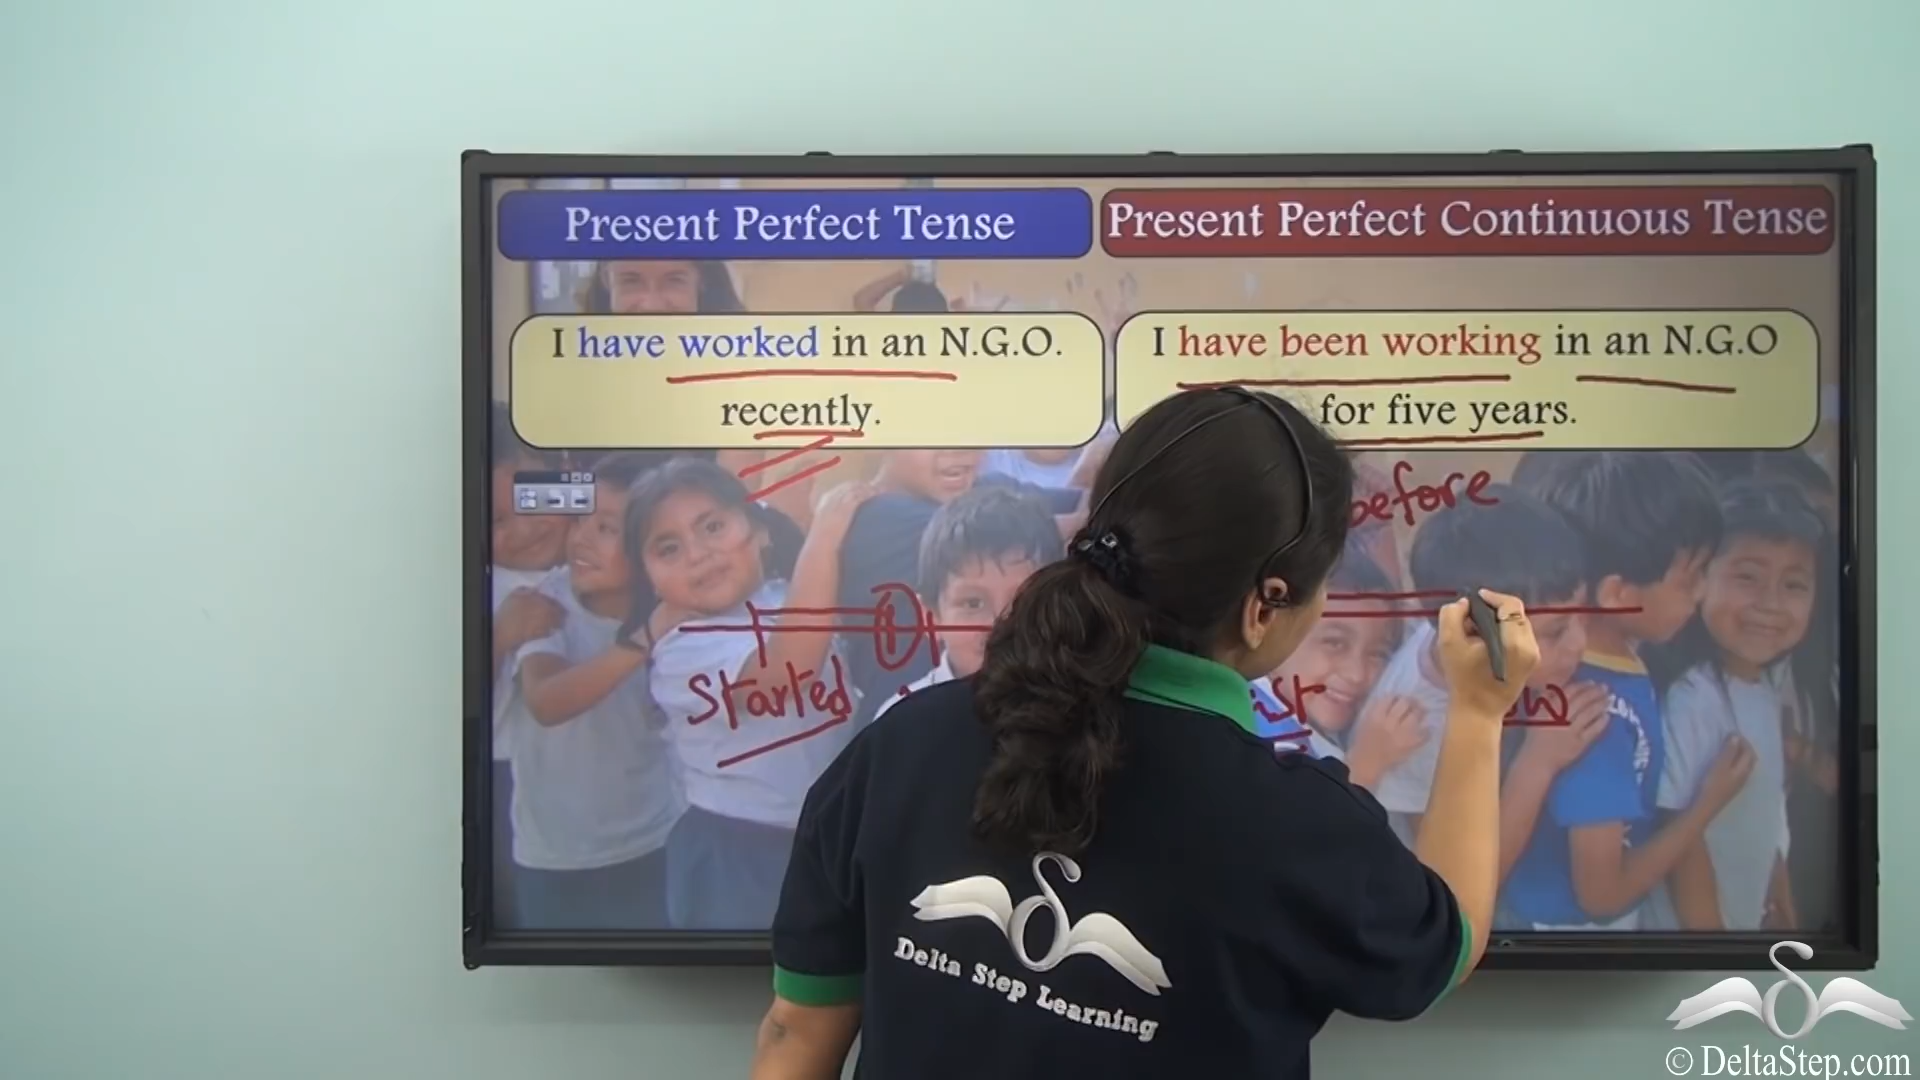 Present Perfect Tense
Present Perfect Continuous Tense
I have worked in an N.G.O.
recently.
I have been working in an N.G.O
for five years.
before
Started
Delta Step Learning
© DeltaStep.com